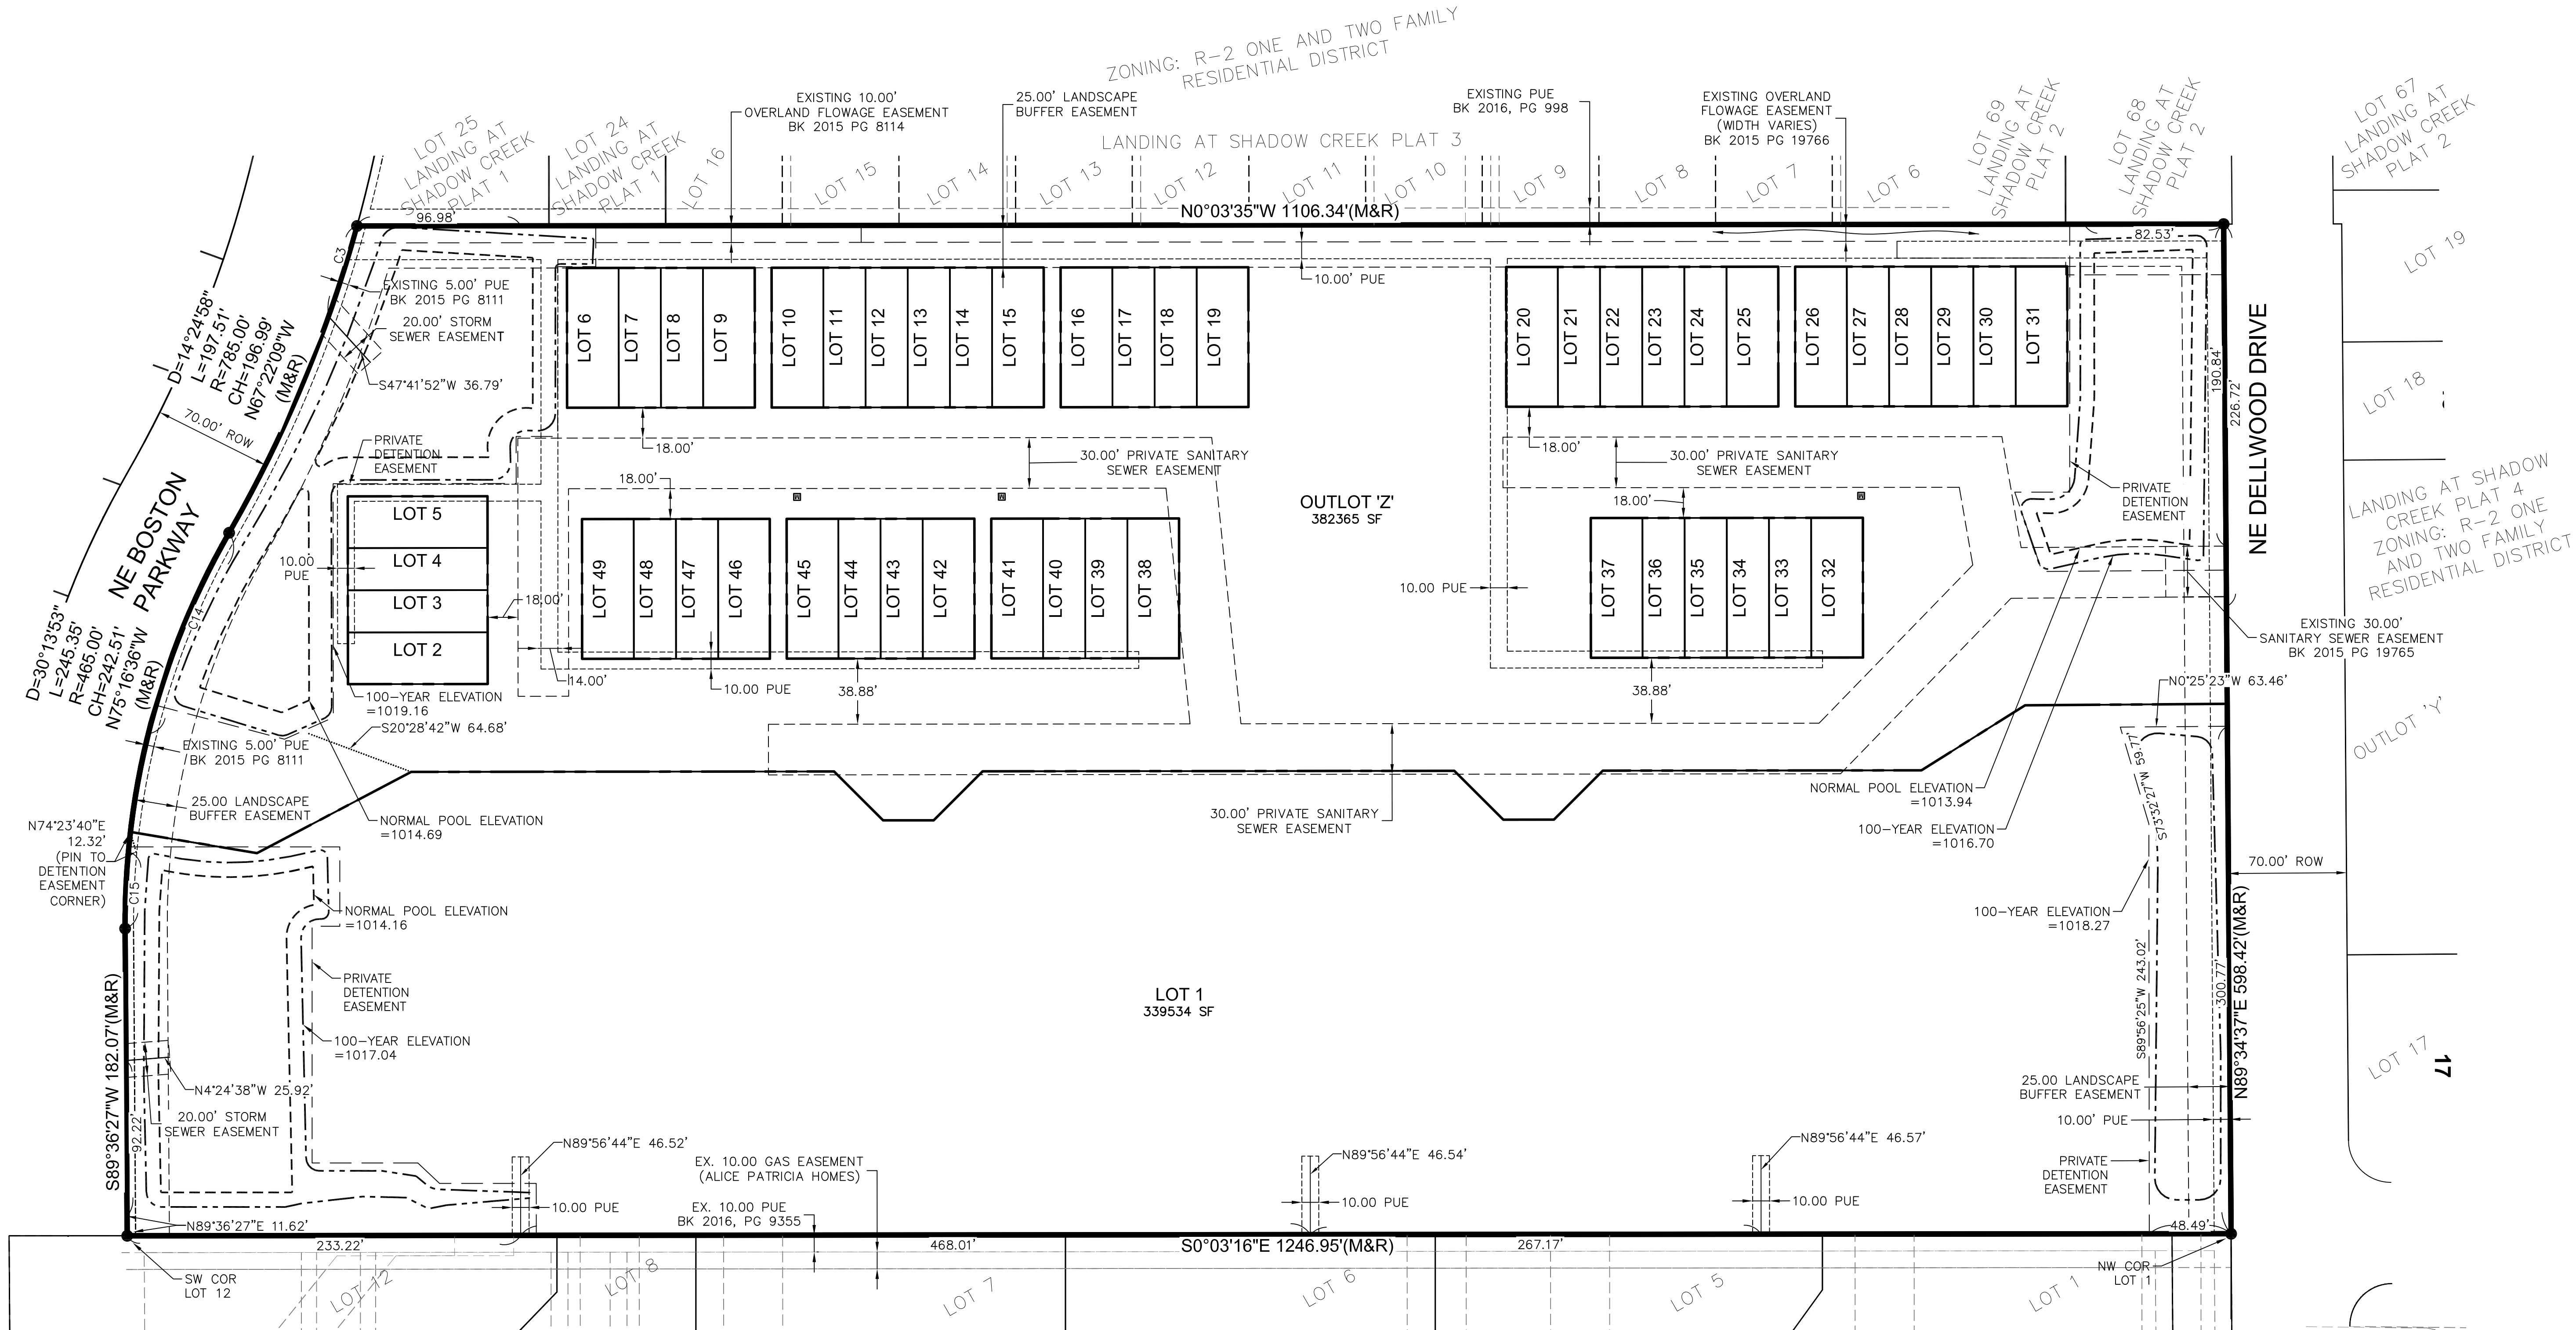 ZONING: R-2 ONE AND TWO FAMILY
RESIDENTIAL DISTRICT
EXISTING 10.00'
OVERLAND FLOWAGE EASEMENT
BK 2015 PG 8114
25.00' LANDSCAPE
BUFFER EASEMENT
EXISTING PUE
BK 2016, PG 998
EXISTING OVERLAND
FLOWAGE EASEMENT
(WIDTH VARIES)
BK 2015 PG 19766
LOT 25
LANDING AT
SHADOW CREEK
PLAT 1
LOT 24
LANDING AT
SHADOW CREEK
PLAT 1
LOT 16
LANDING AT SHADOW CREEK PLAT 3
LOT 15
LOT 14
LOT 13
LOT 12
LOT 11
LOT 10
LOT 9
LOT 8
LOT 7
LOT 6
LOT 69
LANDING AT
SHADOW CREEK
PLAT 2
LOT 68
LANDING AT
SHADOW CREEK
PLAT 2
LOT 67
LANDING AT
SHADOW CREEK
PLAT 2
96.98'
N0°03'35"W 1106.34'(M&R)
82.53'
LOT 19
C3
EXISTING 5.00' PUE
BK 2015 PG 8111
20.00' STORM
SEWER EASEMENT
S47°41'52"W 36.79'
D=14°24'58"
L=197.51'
R=785.00'
CH=196.99'
N67°22'09"W
(M&R)
70.00' ROW
10.00' PUE
LOT 6
LOT 7
LOT 8
LOT 9
LOT 10
LOT 11
LOT 12
LOT 13
LOT 14
LOT 15
LOT 16
LOT 17
LOT 18
LOT 19
LOT 20
LOT 21
LOT 22
LOT 23
LOT 24
LOT 25
LOT 26
LOT 27
LOT 28
LOT 29
LOT 30
LOT 31
190.84'
226.72'
NE DELLWOOD DRIVE
LOT 18
PRIVATE
DETENTION
EASEMENT
18.00'
18.00'
30.00' PRIVATE SANITARY
SEWER EASEMENT
18.00'
30.00' PRIVATE SANITARY
SEWER EASEMENT
18.00'
OUTLOT 'Z'
382365 SF
PRIVATE
DETENTION
EASEMENT
LANDING AT SHADOW
CREEK PLAT 4
ZONING: R-2 ONE
AND TWO FAMILY
RESIDENTIAL DISTRICT
NE BOSTON
PARKWAY
LOT 5
LOT 4
LOT 3
LOT 2
10.00
PUE
18.00'
LOT 49
LOT 48
LOT 47
LOT 46
LOT 45
LOT 44
LOT 43
LOT 42
LOT 41
LOT 40
LOT 39
LOT 38
10.00 PUE
LOT 37
LOT 36
LOT 35
LOT 34
LOT 33
LOT 32
D=30°13'53"
L=245.35'
R=465.00'
CH=242.51'
N75°16'36"W
(M&R)
C14
EXISTING 30.00'
SANITARY SEWER EASEMENT
BK 2015 PG 19765
14.00'
10.00 PUE
38.88'
38.88'
100-YEAR ELEVATION
=1019.16
S20°28'42"W 64.68'
N0°25'23"W 63.46'
EXISTING 5.00' PUE
BK 2015 PG 8111
OUTLOT 'Y'
25.00 LANDSCAPE
BUFFER EASEMENT
NORMAL POOL ELEVATION
=1014.69
30.00' PRIVATE SANITARY
SEWER EASEMENT
NORMAL POOL ELEVATION
=1013.94
100-YEAR ELEVATION
=1016.70
S73°32'27"W 59.77'
N74°23'40"E
12.32'
(PIN TO
DETENTION
EASEMENT
CORNER)
C15
70.00' ROW
NORMAL POOL ELEVATION
=1014.16
100-YEAR ELEVATION
=1018.27
PRIVATE
DETENTION
EASEMENT
100-YEAR ELEVATION
=1017.04
LOT 1
339534 SF
S89°56'25"W 243.02'
300.77'
N89°34'37"E 598.42'(M&R)
S89°36'27"W 182.07'(M&R)
92.22'
N4°24'38"W 25.92'
20.00' STORM
SEWER EASEMENT
25.00 LANDSCAPE
BUFFER EASEMENT
10.00' PUE
LOT 17
17
N89°56'44"E 46.52'
EX. 10.00 GAS EASEMENT
(ALICE PATRICIA HOMES)
N89°56'44"E 46.54'
N89°56'44"E 46.57'
PRIVATE
DETENTION
EASEMENT
10.00 PUE
EX. 10.00 PUE
BK 2016, PG 9355
10.00 PUE
10.00 PUE
N89°36'27"E 11.62'
48.49'
233.22'
468.01'
S0°03'16"E 1246.95'(M&R)
267.17'
SW COR
LOT 12
LOT 12
LOT 8
LOT 7
LOT 6
LOT 5
LOT 1
NW COR
LOT 1